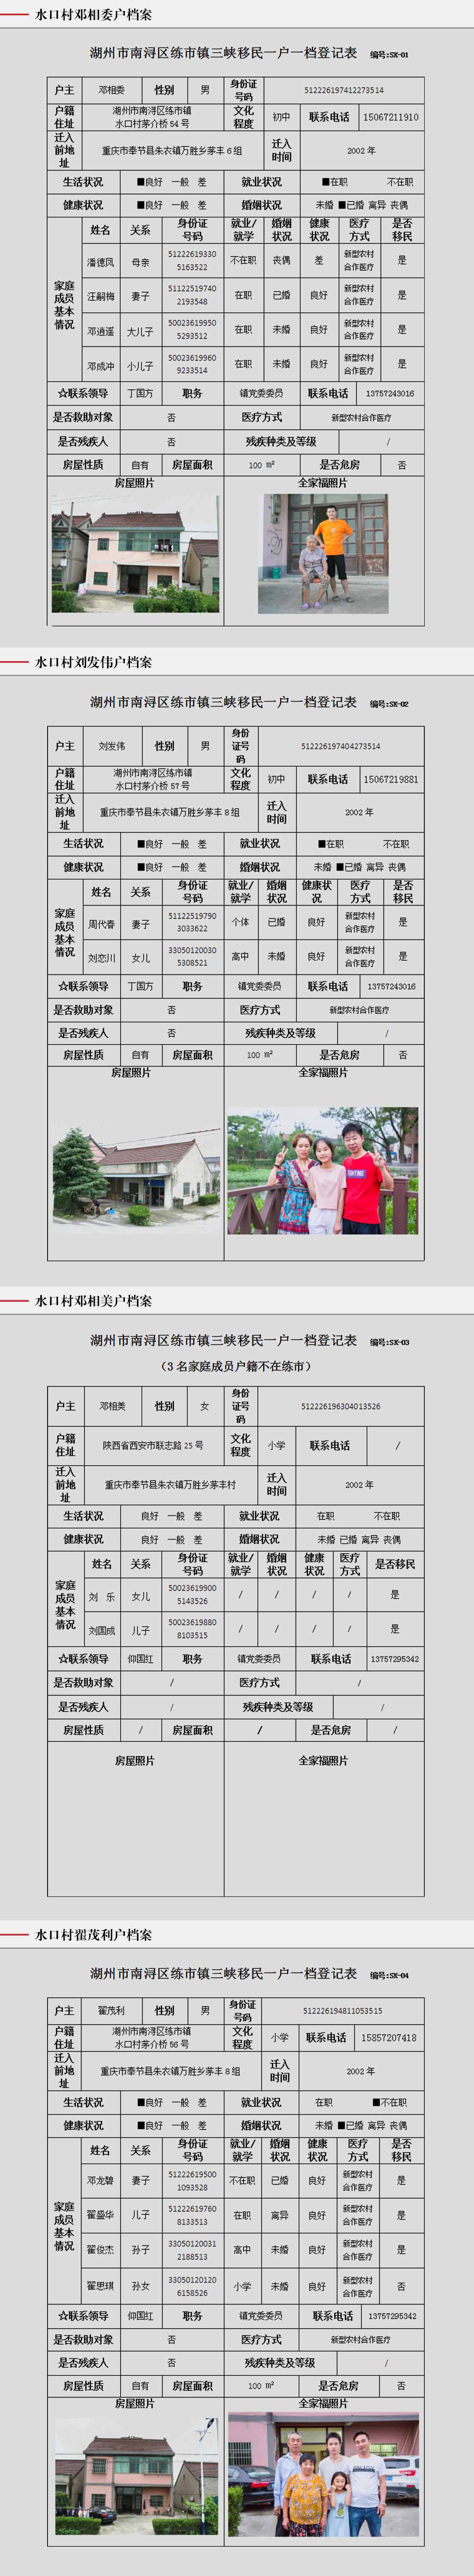 水口村邓相委户档案
湖州市南浔区练市镇三峡移民一户一档登记表 编号:SK-01
户主 邓相委 性别 男 身份证号码 512226197412273514
户籍住址 湖州市南浔区练市镇水口村茅介桥 54 号 文化程度 初中 联系电话 15067211910
迁入前地址 重庆市奉节县朱衣镇万胜乡茅丰 6 组 迁入时间 2002 年
生活状况 ■良好 一般 差 就业状况 ■在职 不在职
健康状况 ■良好 一般 差 婚姻状况 未婚 ■已婚 离异 丧偶
家庭成员基本情况 姓名 关系 身份证号码 就业/就学 婚姻状况 健康状况 医疗方式 是否移民
潘德凤 母亲 512226193305163522 不在职 丧偶 差 新型农村合作医疗 是
汪嗣梅 妻子 511225197402193548 在职 已婚 良好 新型农村合作医疗 是
邓逍遥 大儿子 500236199505293512 在职 未婚 良好 新型农村合作医疗 是
邓成冲 小儿子 500236199609233514 在职 未婚 良好 新型农村合作医疗 是
☆联系领导 丁国方 职务 镇党委委员 联系电话 13757243016
是否救助对象 否 医疗方式 新型农村合作医疗
是否残疾人 否 残疾种类及等级 /
房屋性质 自有 房屋面积 100 ㎡ 是否危房 否
房屋照片 全家福照片
水口村刘发伟户档案
湖州市南浔区练市镇三峡移民一户一档登记表 编号:SK-02
户主 刘发伟 性别 男 身份证号码 512226197404273514
户籍住址 湖州市南浔区练市镇水口村茅介桥 57 号 文化程度 初中 联系电话 15067219881
迁入前地址 重庆市奉节县朱衣镇万胜乡茅丰 8 组 迁入时间 2002 年
生活状况 ■良好 一般 差 就业状况 ■在职 不在职
健康状况 ■良好 一般 差 婚姻状况 未婚 ■已婚 离异 丧偶
家庭成员基本情况 姓名 关系 身份证号码 就业/就学 婚姻状况 健康状况 医疗方式 是否移民
周代春 妻子 511225197903033622 个体 已婚 良好 新型农村合作医疗 是
刘恋川 女儿 330501200305308521 高中 未婚 良好 新型农村合作医疗 是
☆联系领导 丁国方 职务 镇党委委员 联系电话 13757243016
是否救助对象 否 医疗方式 新型农村合作医疗
是否残疾人 否 残疾种类及等级 /
房屋性质 自有 房屋面积 100 ㎡ 是否危房 否
房屋照片 全家福照片
水口村邓相美户档案
湖州市南浔区练市镇三峡移民一户一档登记表 编号:SK-03
（3 名家庭成员户籍不在练市）
户主 邓相美 性别 女 身份证号码 512226196304013526
户籍住址 陕西省西安市联志路 25 号 文化程度 小学 联系电话 /
迁入前地址 重庆市奉节县朱衣镇万胜乡茅丰村 迁入时间 2002 年
生活状况 良好 一般 差 就业状况 在职 不在职
健康状况 良好 一般 差 婚姻状况 未婚 已婚 离异 丧偶
家庭成员基本情况 姓名 关系 身份证号码 就业/就学 婚姻状况 健康状况 医疗方式 是否移民
刘 乐 女儿 500236199005143526 / / / / 是
刘国成 儿子 500236198808103515 / / / / 是
☆联系领导 仰国红 职务 镇党委委员 联系电话 13757295342
是否救助对象 / 医疗方式 /
是否残疾人 / 残疾种类及等级 /
房屋性质 / 房屋面积 / 是否危房 /
房屋照片 全家福照片
水口村翟茂利户档案
湖州市南浔区练市镇三峡移民一户一档登记表 编号:SK-04
户主 翟茂利 性别 男 身份证号码 512226194811053515
户籍住址 湖州市南浔区练市镇水口村茅介桥 56 号 文化程度 小学 联系电话 15857207418
迁入前地址 重庆市奉节县朱衣镇万胜乡茅丰 8 组 迁入时间 2002 年
生活状况 ■良好 一般 差 就业状况 在职 ■不在职
健康状况 ■良好 一般 差 婚姻状况 未婚 ■已婚 离异 丧偶
家庭成员基本情况 姓名 关系 身份证号码 就业/就学 婚姻状况 健康状况 医疗方式 是否移民
邓龙碧 妻子 512226195001093528 不在职 已婚 良好 新型农村合作医疗 是
翟盛华 儿子 512226197608133513 在职 离异 良好 新型农村合作医疗 是
翟俊杰 孙子 330501200312188513 高中 未婚 良好 新型农村合作医疗 是
翟思琪 孙女 330501201206158526 小学 未婚 良好 新型农村合作医疗 否
☆联系领导 仰国红 职务 镇党委委员 联系电话 13757295342
是否救助对象 否 医疗方式 新型农村合作医疗
是否残疾人 否 残疾种类及等级 /
房屋性质 自有 房屋面积 100 ㎡ 是否危房 否
房屋照片 全家福照片